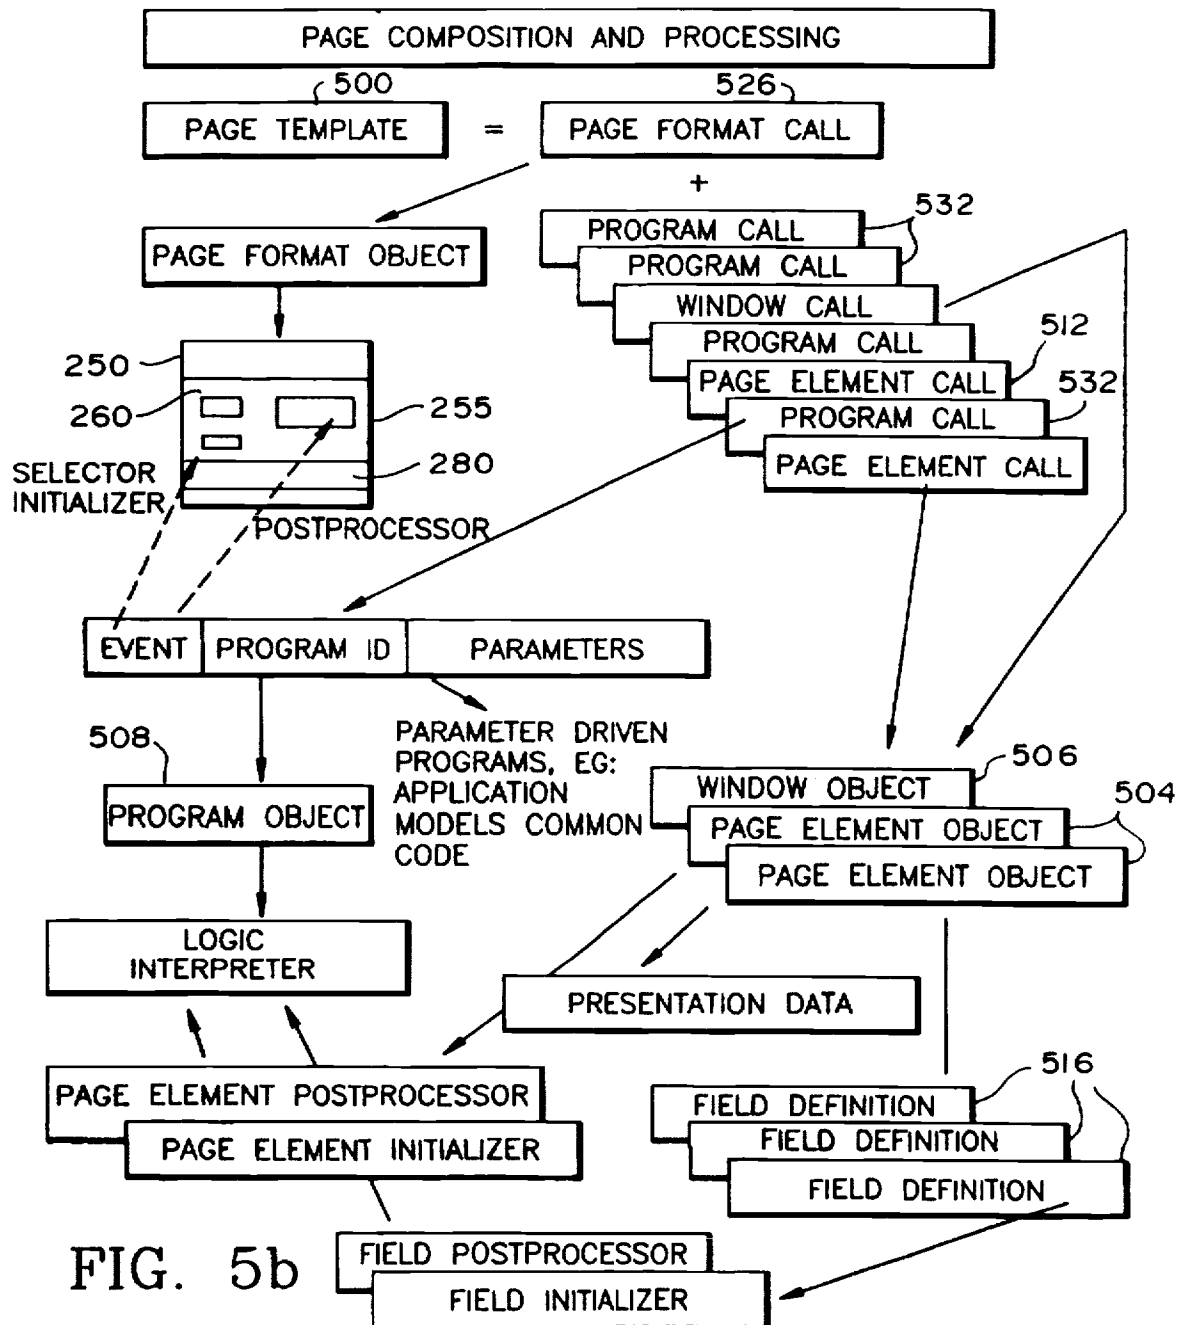 PAGE COMPOSITION AND PROCESSING
500
526
PAGE TEMPLATE
=
PAGE FORMAT CALL
+
532
PROGRAM CALL
PAGE FORMAT OBJECT
PROGRAM CALL
WINDOW CALL
PROGRAM CALL
512
PAGE ELEMENT CALL
532
PROGRAM CALL
PAGE ELEMENT CALL
250
260
255
280
SELECTOR
INITIALIZER
POSTPROCESSOR
EVENT
PROGRAM ID
PARAMETERS
508
PARAMETER DRIVEN
PROGRAMS, EG:
APPLICATION
MODELS COMMON
CODE
PROGRAM OBJECT
506
WINDOW OBJECT
504
PAGE ELEMENT OBJECT
PAGE ELEMENT OBJECT
LOGIC
INTERPRETER
PRESENTATION DATA
PAGE ELEMENT POSTPROCESSOR
PAGE ELEMENT INITIALIZER
516
FIELD DEFINITION
FIELD DEFINITION
FIELD DEFINITION
FIELD POSTPROCESSOR
FIELD INITIALIZER
FIG. 5b